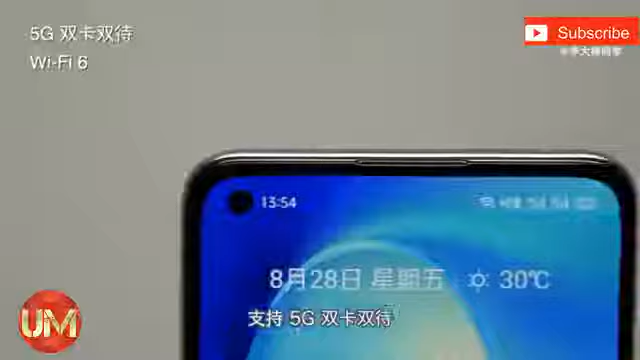 5G 双卡双待
Wi-Fi 6
Subscribe
13:54
8月28日 星期五 30℃
支持 5G 双卡双待
UM